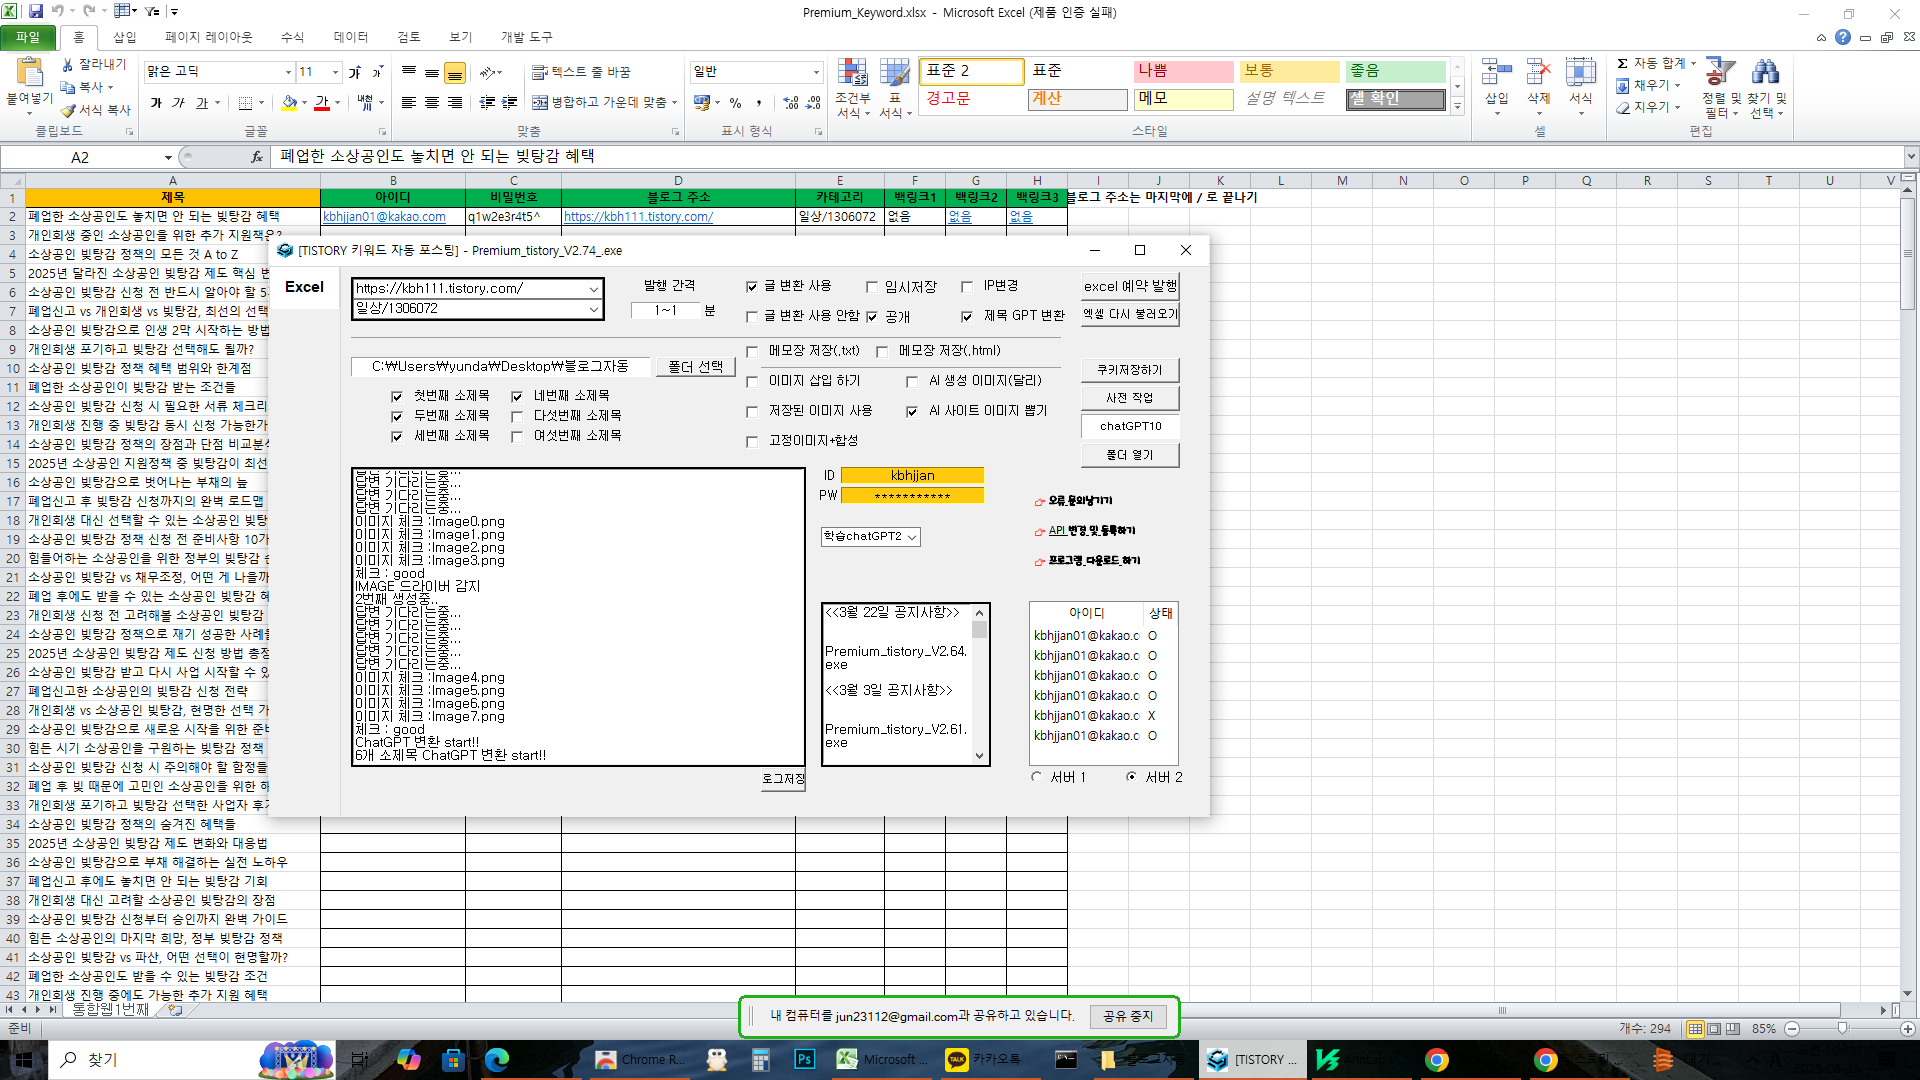 Premium_Keyword.xlsx - Microsoft Excel (제품 인증 실패)
파일 홈 삽입 페이지 레이아웃 수식 데이터 검토 보기 개발 도구
붙여넣기 잘라내기 복사 서식 복사 클립보드
맑은 고딕 11 가 가 가 내천 글꼴
텍스트 줄 바꿈 병합하고 가운데 맞춤 맞춤
일반 % , 표시 형식
조건부 서식 표 서식
표준 2 표준 나쁨 보통 좋음
경고문 계산 메모 설명 텍스트 셀 확인
스타일
삽입 삭제 서식 셀
자동 합계 채우기 지우기 정렬 및 필터 찾기 및 선택 편집
A2 fx 폐업한 소상공인도 놓치면 안 되는 빚탕감 혜택
A B C D E F G H I J K L M N O P Q R S T U V
1 제목 아이디 비밀번호 블로그 주소 카테고리 백링크1 백링크2 백링크3 블로그 주소는 마지막에 / 로 끝나기
2 폐업한 소상공인도 놓치면 안 되는 빚탕감 혜택 kbhjjan01@kakao.com q1w2e3r4t5^ https://kbh111.tistory.com/ 일상/1306072 없음 없음 없음
3 개인회생 중인 소상공인을 위한 추가 지원책은?
4 소상공인 빚탕감 정책의 모든 것 A to Z
5 2025년 달라진 소상공인 빚탕감 제도 핵심 변
6 소상공인 빚탕감 신청 전 반드시 알아야 할 5
7 폐업신고 vs 개인회생 vs 빚탕감, 최선의 선택
8 소상공인 빚탕감으로 인생 2막 시작하는 방법
9 개인회생 포기하고 빚탕감 선택해도 될까?
10 소상공인 빚탕감 정책 혜택 범위와 한계점
11 폐업한 소상공인이 빚탕감 받는 조건들
12 소상공인 빚탕감 신청 시 필요한 서류 체크리
13 개인회생 진행 중 빚탕감 동시 신청 가능한가
14 소상공인 빚탕감 정책의 장점과 단점 비교분석
15 2025년 소상공인 지원정책 중 빚탕감이 최선
16 소상공인 빚탕감으로 벗어나는 부채의 늪
17 폐업신고 후 빚탕감 신청까지의 완벽 로드맵
18 개인회생 대신 선택할 수 있는 소상공인 빚탕
19 소상공인 빚탕감 정책 신청 전 준비사항 10가
20 힘들어하는 소상공인을 위한 정부의 빚탕감
21 소상공인 빚탕감 vs 채무조정, 어떤 게 나을까
22 폐업 후에도 받을 수 있는 소상공인 빚탕감 혜
23 개인회생 신청 전 고려해볼 소상공인 빚탕감
24 소상공인 빚탕감 정책으로 재기 성공한 사례들
25 2025년 소상공인 빚탕감 제도 신청 방법 총정
26 소상공인 빚탕감 받고 다시 사업 시작할 수 있
27 폐업신고한 소상공인의 빚탕감 신청 전략
28 개인회생 vs 소상공인 빚탕감, 현명한 선택 가
29 소상공인 빚탕감으로 새로운 시작을 위한 준비
30 힘든 시기 소상공인을 구원하는 빚탕감 정책
31 소상공인 빚탕감 신청 시 주의해야 할 함정들
32 폐업 후 빚 때문에 고민인 소상공인을 위한 해
33 개인회생 포기하고 빚탕감 선택한 사업자 후기
34 소상공인 빚탕감 정책의 숨겨진 혜택들
35 2025년 소상공인 빚탕감 제도 변화와 대응법
36 소상공인 빚탕감으로 부채 해결하는 실전 노하우
37 폐업신고 후에도 놓치면 안 되는 빚탕감 기회
38 개인회생 대신 고려할 소상공인 빚탕감의 장점
39 소상공인 빚탕감 신청부터 승인까지 완벽 가이드
40 힘든 소상공인의 마지막 희망, 정부 빚탕감 정책
41 소상공인 빚탕감 vs 파산, 어떤 선택이 현명할까?
42 폐업한 소상공인도 받을 수 있는 빚탕감 조건
43 개인회생 진행 중에도 가능한 추가 지원 혜택
[TISTORY 키워드 자동 포스팅] - Premium_tistory_V2.74_.exe
Excel
https://kbh111.tistory.com/
일상/1306072
발행 간격
1~1 분
글 변환 사용 임시저장 IP변경
글 변환 사용 안함 공개 제목 GPT 변환
excel 예약 발행
엑셀 다시 불러오기
메모장 저장(.txt) 메모장 저장(.html)
C:￦Users￦yunda￦Desktop￦블로그자동 폴더 선택
이미지 삽입 하기 AI 생성 이미지(달리)
저장된 이미지 사용 AI 사이트 이미지 뽑기
고정이미지+합성
첫번째 소제목 네번째 소제목
두번째 소제목 다섯번째 소제목
세번째 소제목 여섯번째 소제목
쿠키저장하기
사전 작업
chatGPT10
폴더 열기
답변 기다리는중...
답변 기다리는중...
답변 기다리는중...
답변 기다리는중...
이미지 체크 :Image0.png
이미지 체크 :Image1.png
이미지 체크 :Image2.png
이미지 체크 :Image3.png
체크 : good
IMAGE 드라이버 감지
2번째 생성중..
답변 기다리는중...
답변 기다리는중...
답변 기다리는중...
답변 기다리는중...
답변 기다리는중...
이미지 체크 :Image4.png
이미지 체크 :Image5.png
이미지 체크 :Image6.png
이미지 체크 :Image7.png
체크 : good
ChatGPT 변환 start!!
6개 소제목 ChatGPT 변환 start!!
로그저장
ID kbhjjan
PW ***********
학습chatGPT2
오류 문의남기기
API 변경 및 등록하기
프로그램 다운로드 하기
<<3월 22일 공지사항>>
Premium_tistory_V2.64.
exe
<<3월 3일 공지사항>>
Premium_tistory_V2.61.
exe
아이디 상태
kbhjjan01@kakao.c O
kbhjjan01@kakao.c O
kbhjjan01@kakao.c O
kbhjjan01@kakao.c O
kbhjjan01@kakao.c X
kbhjjan01@kakao.c O
서버 1 서버 2
통합웹1번째
내 컴퓨터를 jun23112@gmail.com과 공유하고 있습니다. 공유 중지
준비 개수: 294 85%
찾기 Chrome R... Microsoft ... 카카오톡 [TISTORY ...